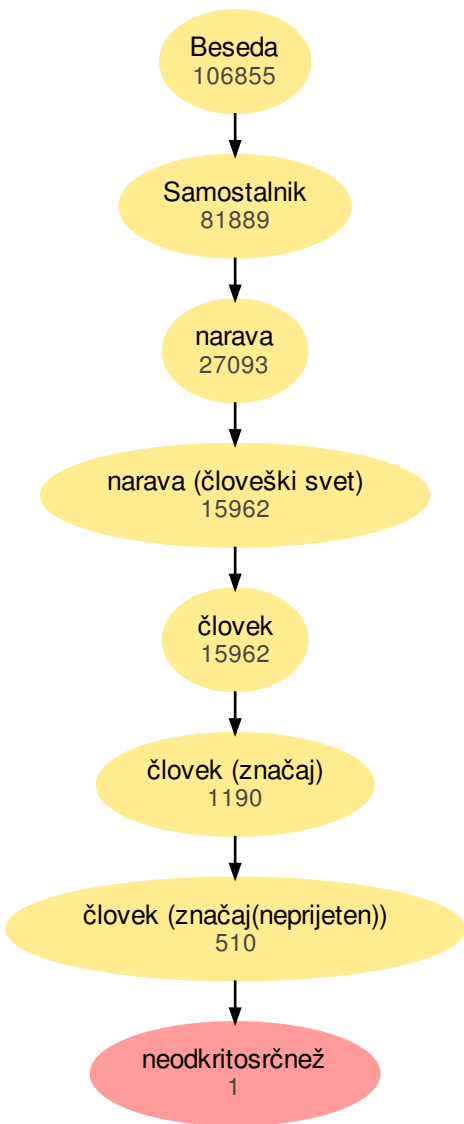 Beseda
106855
Samostalnik
81889
narava
27093
narava (človeški svet)
15962
človek
15962
človek (značaj)
1190
človek (značaj(neprijeten))
510
neodkritosrčnež
1